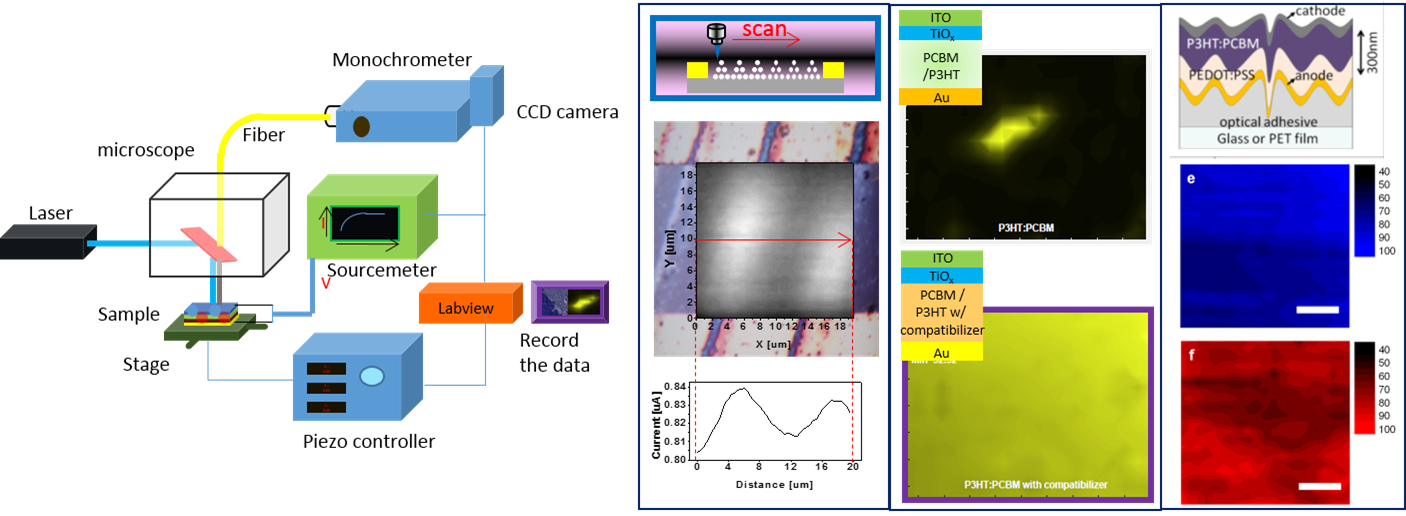 Monochrometer
CCD camera
Fiber
microscope
Laser
I
Sourcemeter
V
Sample
Labview
Stage
Record
the data
Piezo controller
scan
18
16
14
12
10
8
6
4
2
0
Y [um]
0 2 4 6 8 10 12 14 16 18
X [um]
0.84
0.83
0.82
0.81
0.80
Current [uA]
0 4 8 12 16 20
Distance [um]
ITO
TiOx
PCBM
/P3HT
Au
P3HT:PCBM
ITO
TiOx
PCBM /
P3HT w/
compatibilizer
Au
P3HT:PCBM with compatibilizer
cathode
P3HT:PCBM
PEDOT:PSS
anode
300nm
optical adhesive
Glass or PET film
e
40
50
60
70
80
90
100
f
40
50
60
70
80
90
100